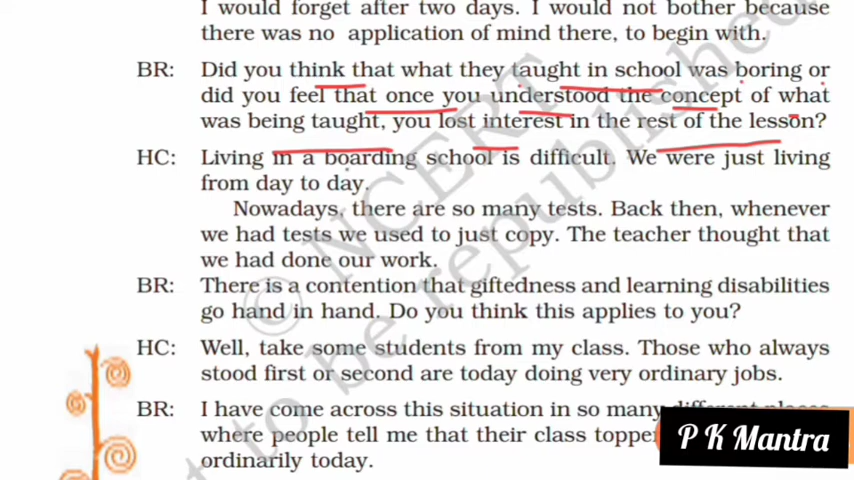 I would forget after two days. I would not bother because
there was no application of mind there, to begin with.
BR: Did you think that what they taught in school was boring or
did you feel that once you understood the concept of what
was being taught, you lost interest in the rest of the lesson?
HC: Living in a boarding school is difficult. We were just living
from day to day.
Nowadays, there are so many tests. Back then, whenever
we had tests we used to just copy. The teacher thought that
we had done our work.
BR: There is a contention that giftedness and learning disabilities
go hand in hand. Do you think this applies to you?
HC: Well, take some students from my class. Those who always
stood first or second are today doing very ordinary jobs.
BR: I have come across this situation in so many
where people tell me that their class
ordinarily today.
© NCERT
to be republished
P K Mantra